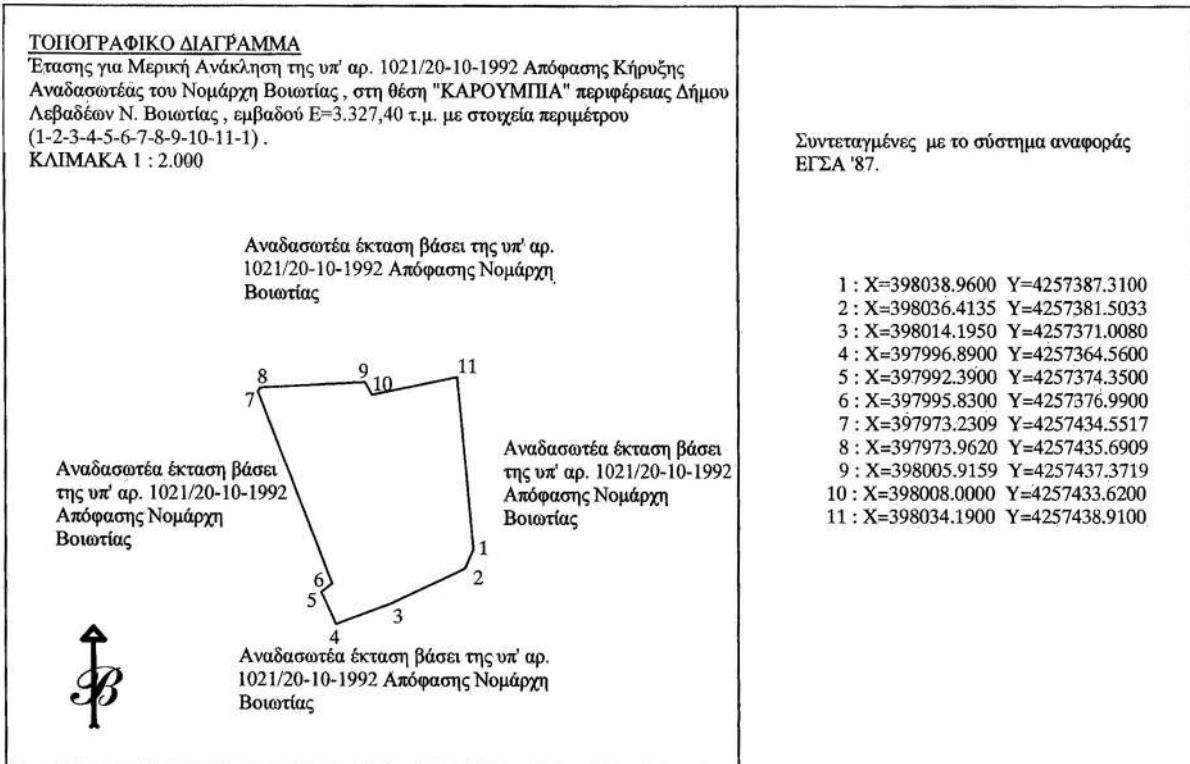 ΤΟΠΟΓΡΑΦΙΚΟ ΔΙΑΓΡΑΜΜΑ
Έτασης για Μερική Ανάκληση της υπ' αρ. 1021/20-10-1992 Απόφασης Κήρυξης
Αναδασωτέας του Νομάρχη Βοιωτίας , στη θέση "ΚΑΡΟΥΜΠΙΑ" περιφέρειας Δήμου
Λεβαδέων Ν. Βοιωτίας , εμβαδού Ε=3.327,40 τ.μ. με στοιχεία περιμέτρου
(1-2-3-4-5-6-7-8-9-10-11-1) .
ΚΛΙΜΑΚΑ 1 : 2.000
Αναδασωτέα έκταση βάσει της υπ' αρ.
1021/20-10-1992 Απόφασης Νομάρχη
Βοιωτίας
8
9
10
11
7
Αναδασωτέα έκταση βάσει
της υπ' αρ. 1021/20-10-1992
Απόφασης Νομάρχη
Βοιωτίας
Αναδασωτέα έκταση βάσει
της υπ' αρ. 1021/20-10-1992
Απόφασης Νομάρχη
Βοιωτίας
1
2
6
5
3
4
Αναδασωτέα έκταση βάσει της υπ' αρ.
1021/20-10-1992 Απόφασης Νομάρχη
Βοιωτίας
Β
Συντεταγμένες με το σύστημα αναφοράς
ΕΓΣΑ '87.
1 : X=398038.9600 Y=4257387.3100
2 : X=398036.4135 Y=4257381.5033
3 : X=398014.1950 Y=4257371.0080
4 : X=397996.8900 Y=4257364.5600
5 : X=397992.3900 Y=4257374.3500
6 : X=397995.8300 Y=4257376.9900
7 : X=397973.2309 Y=4257434.5517
8 : X=397973.9620 Y=4257435.6909
9 : X=398005.9159 Y=4257437.3719
10 : X=398008.0000 Y=4257433.6200
11 : X=398034.1900 Y=4257438.9100